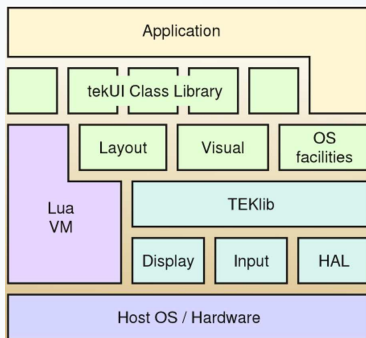 Application
tekUI Class Library
Layout
Visual
OS
facilities
Lua
VM
TEKlib
Display
Input
HAL
Host OS / Hardware